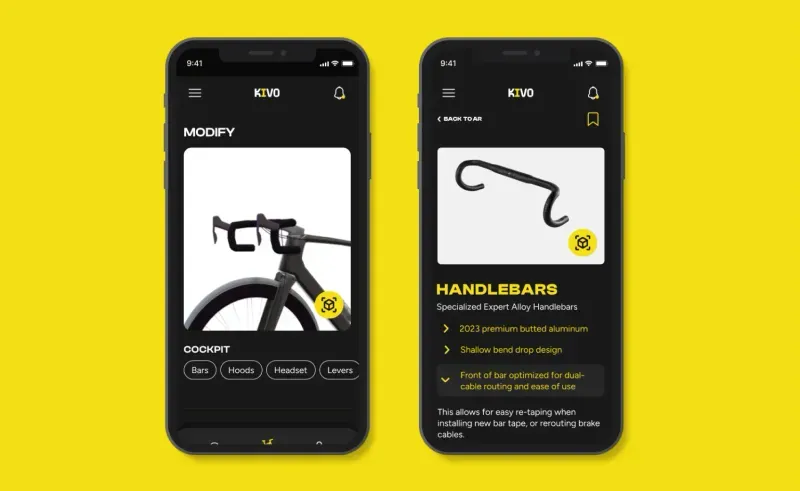 9:41
KIVO
MODIFY
COCKPIT
Bars
Hoods
Headset
Levers
9:41
KIVO
BACK TO AR
HANDLEBARS
Specialized Expert Alloy Handlebars
2023 premium butted aluminum
Shallow bend drop design
Front of bar optimized for dual-
cable routing and ease of use
This allows for easy re-taping when
installing new bar tape, or rerouting brake
cables.